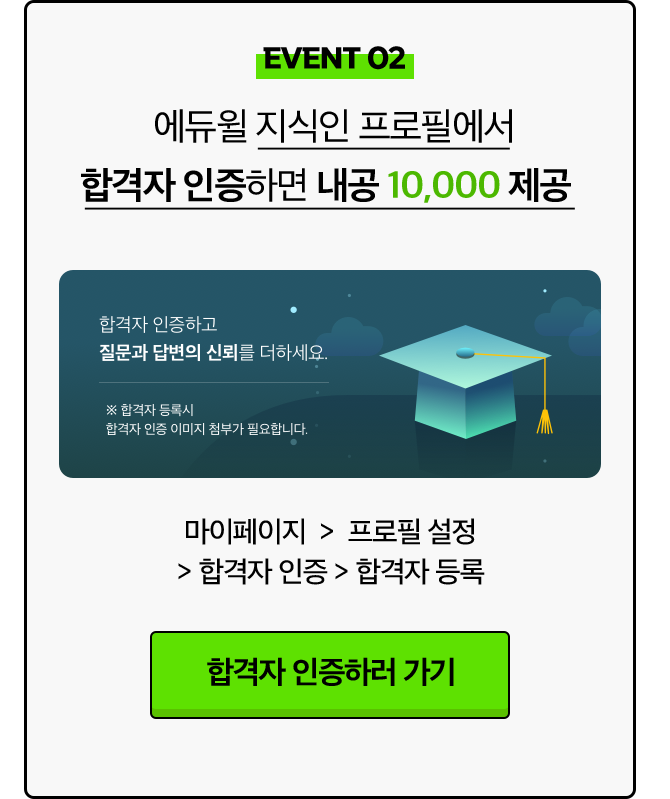 EVENT 02
에듀윌 지식인 프로필에서
합격자 인증하면 내공 10,000 제공
합격자 인증하고
질문과 답변의 신뢰를 더하세요.
※ 합격자 등록시
합격자 인증 이미지 첨부가 필요합니다.
마이페이지 > 프로필 설정
> 합격자 인증 > 합격자 등록
합격자 인증하러 가기